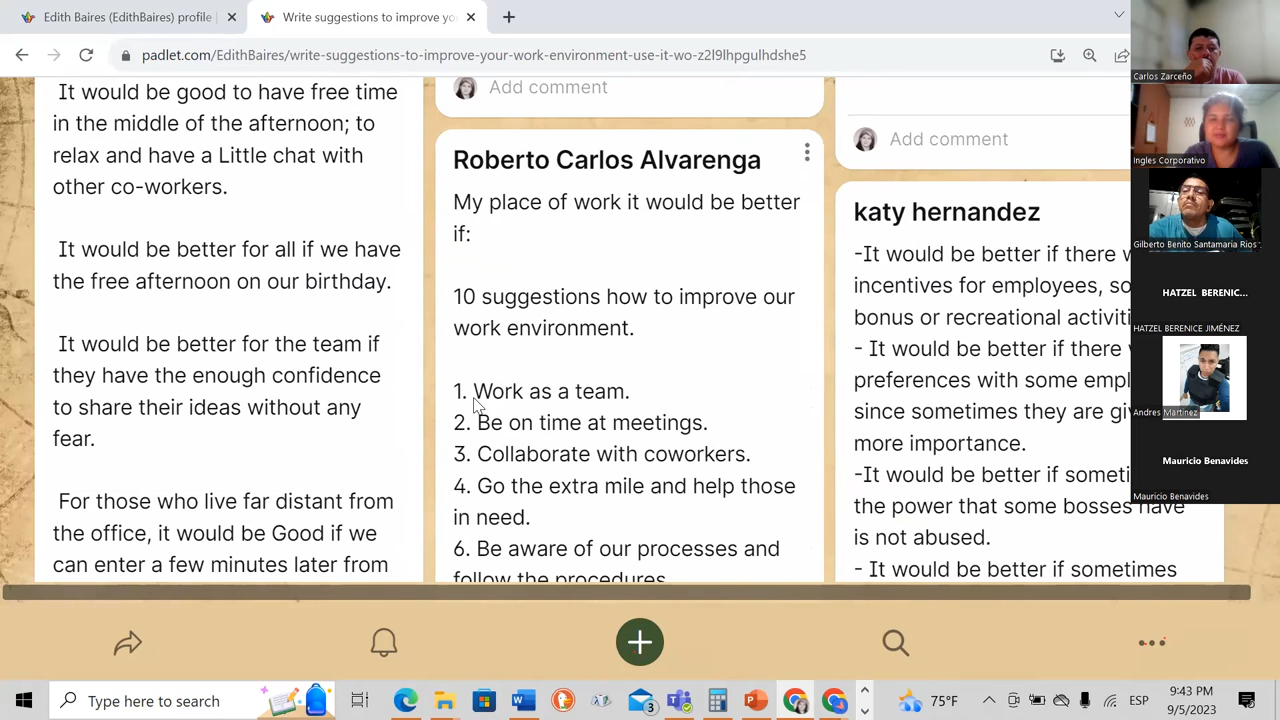 Edith Baires (EdithBaires) profile
Write suggestions to improve yo
padlet.com/EdithBaires/write-suggestions-to-improve-your-work-environment-use-it-wo-z2l9lhpgulhdshe5
It would be good to have free time
in the middle of the afternoon; to
relax and have a Little chat with
other co-workers.
It would be better for all if we have
the free afternoon on our birthday.
It would be better for the team if
they have the enough confidence
to share their ideas without any
fear.
For those who live far distant from
the office, it would be Good if we
can enter a few minutes later from
Add comment
Roberto Carlos Alvarenga
My place of work it would be better
if:
10 suggestions how to improve our
work environment.
1. Work as a team.
2. Be on time at meetings.
3. Collaborate with coworkers.
4. Go the extra mile and help those
in need.
6. Be aware of our processes and
follow the procedures
Add comment
katy hernandez
-It would be better if there w
incentives for employees, so
bonus or recreational activiti
- It would be better if there
preferences with some empl
since sometimes they are gi
more importance.
-It would be better if someti
the power that some bosses have
is not abused.
- It would be better if sometimes
Carlos Zarceño
Ingles Corporativo
Gilberto Benito Santamaria Rios
HATZEL BERENIC...
HATZEL BERENICE JIMÉNEZ
Andres Martinez
Mauricio Benavides
Mauricio Benavides
Type here to search
3
75°F
ESP
9:43 PM
9/5/2023